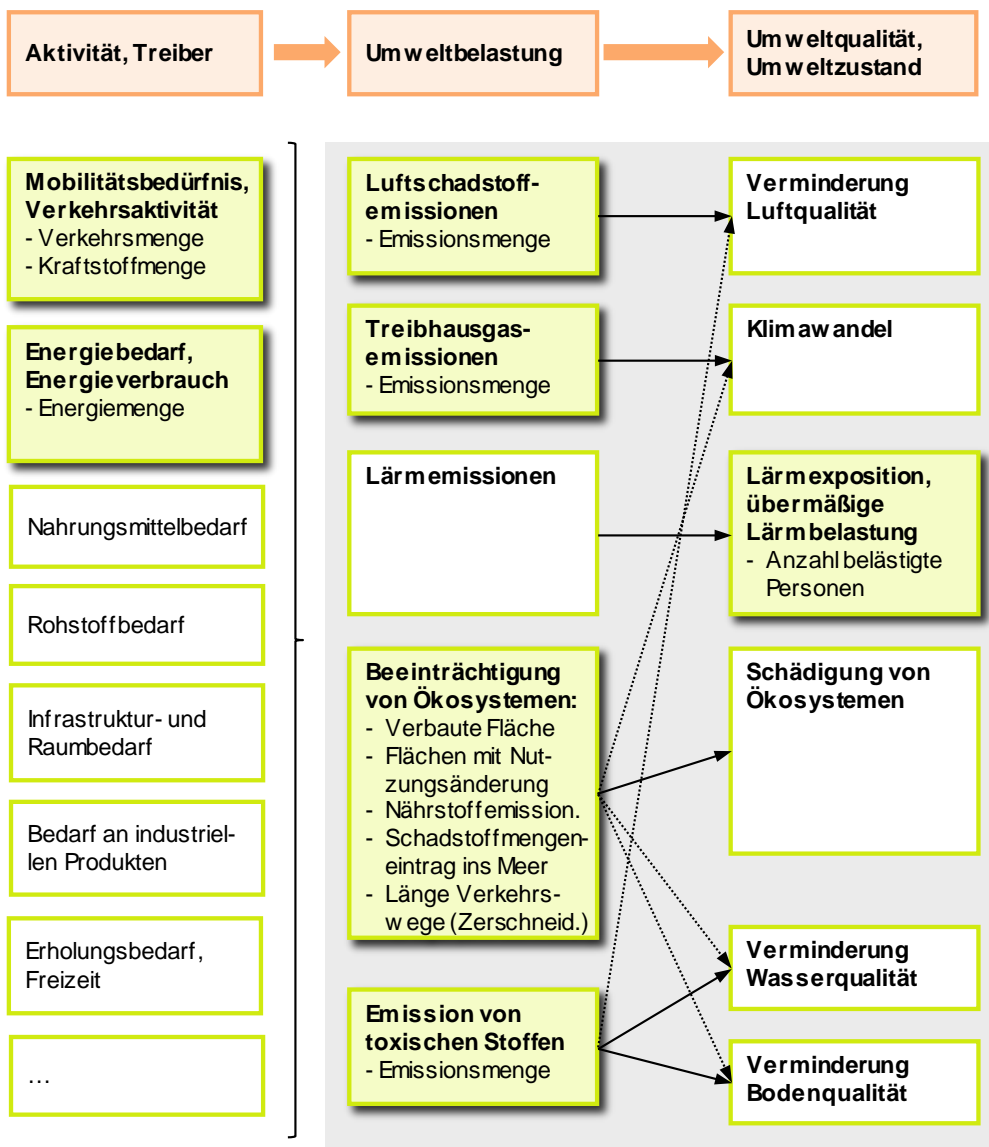 Aktivität, Treiber
Umweltbelastung
Umweltqualität,
Umweltzustand
Mobilitätsbedürfnis,
Verkehrsaktivität
- Verkehrsmenge
- Kraftstoffmenge
Energiebedarf,
Energieverbrauch
- Energiemenge
Nahrungsmittelbedarf
Rohstoffbedarf
Infrastruktur- und
Raumbedarf
Bedarf an industriel-
len Produkten
Erholungsbedarf,
Freizeit
…
Luftschadstoff-
emissionen
- Emissionsmenge
Treibhausgas-
emissionen
- Emissionsmenge
Lärmemissionen
Beeinträchtigung
von Ökosystemen:
- Verbaute Fläche
- Flächen mit Nut-
zungsänderung
- Nährstoffemission.
- Schadstoffmengen-
eintrag ins Meer
- Länge Verkehrs-
wege (Zerschneid.)
Emission von
toxischen Stoffen
- Emissionsmenge
Verminderung
Luftqualität
Klimawandel
Lärmexposition,
übermäßige
Lärmbelastung
- Anzahl belästigte
Personen
Schädigung von
Ökosystemen
Verminderung
Wasserqualität
Verminderung
Bodenqualität